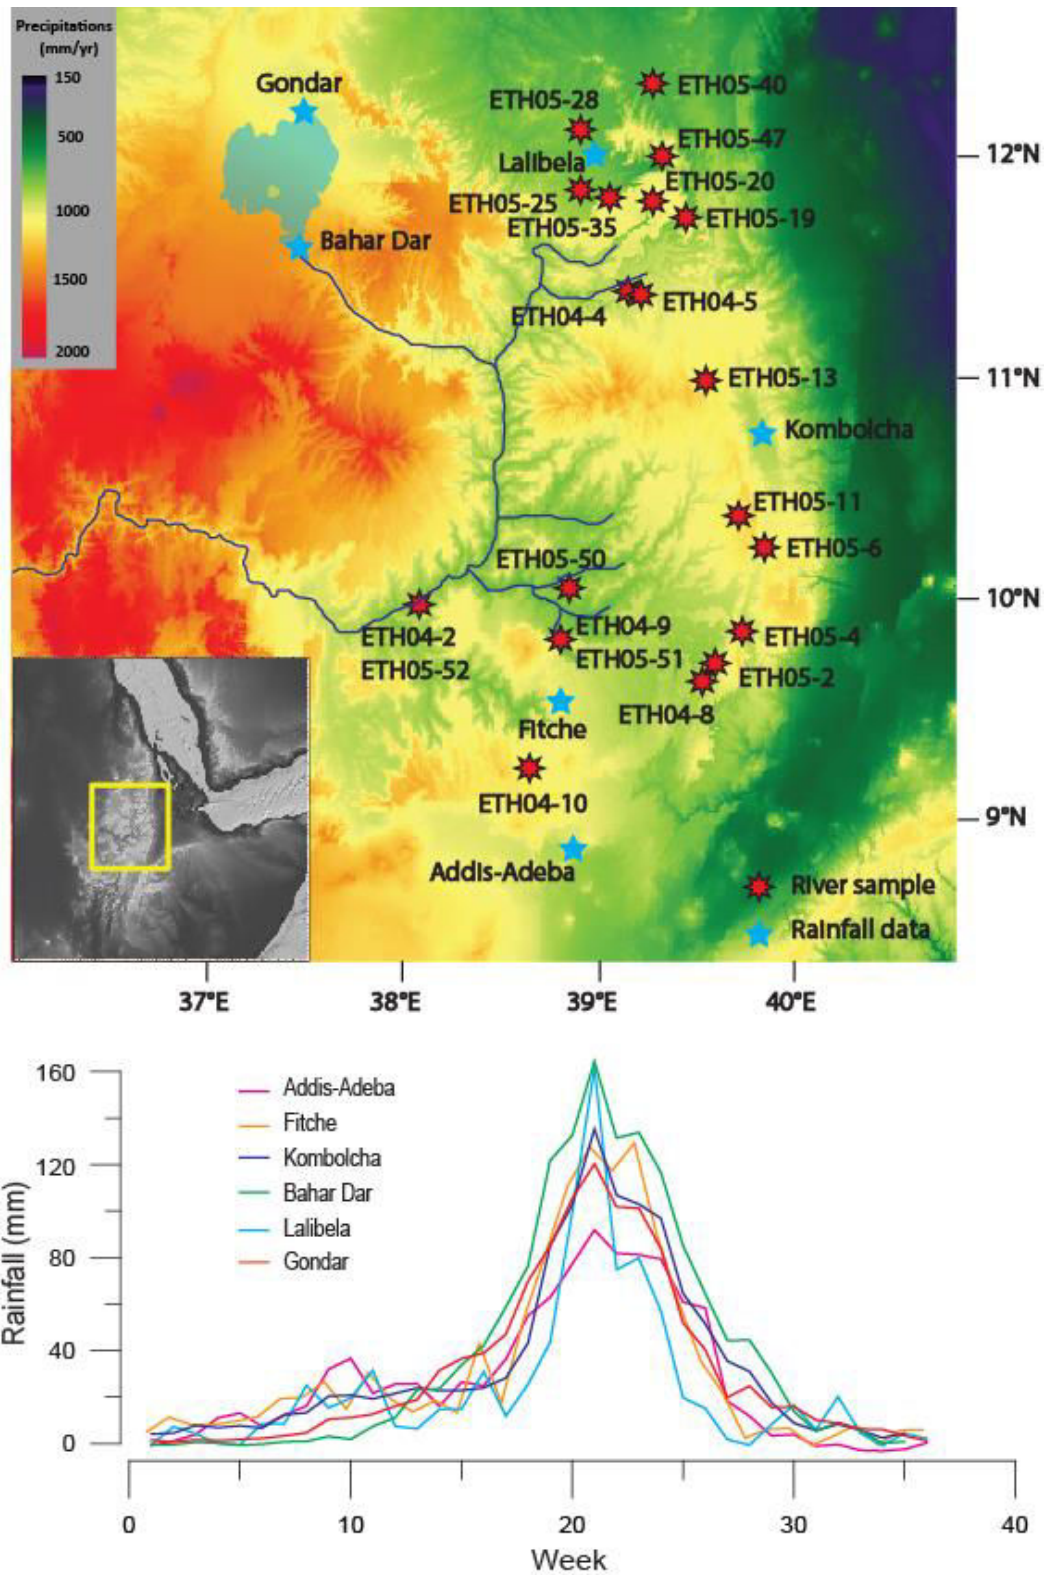 Precipitations
(mm/yr)
150
500
1000
1500
2000
Gondar
Bahar Dar
ETH05-28
ETH05-40
ETH05-47
Lalibela
ETH05-20
ETH05-25
ETH05-19
ETH05-35
ETH04-4
ETH04-5
ETH05-13
Kombolcha
ETH05-11
ETH05-6
ETH05-50
ETH04-2
ETH05-52
ETH04-9
ETH05-51
ETH05-4
ETH05-2
ETH04-8
Fitche
ETH04-10
Addis-Adeba
River sample
Rainfall data
12°N
11°N
10°N
9°N
37°E
38°E
39°E
40°E
Rainfall (mm)
160
120
80
40
0
Addis-Adeba
Fitche
Kombolcha
Bahar Dar
Lalibela
Gondar
0
10
20
30
40
Week